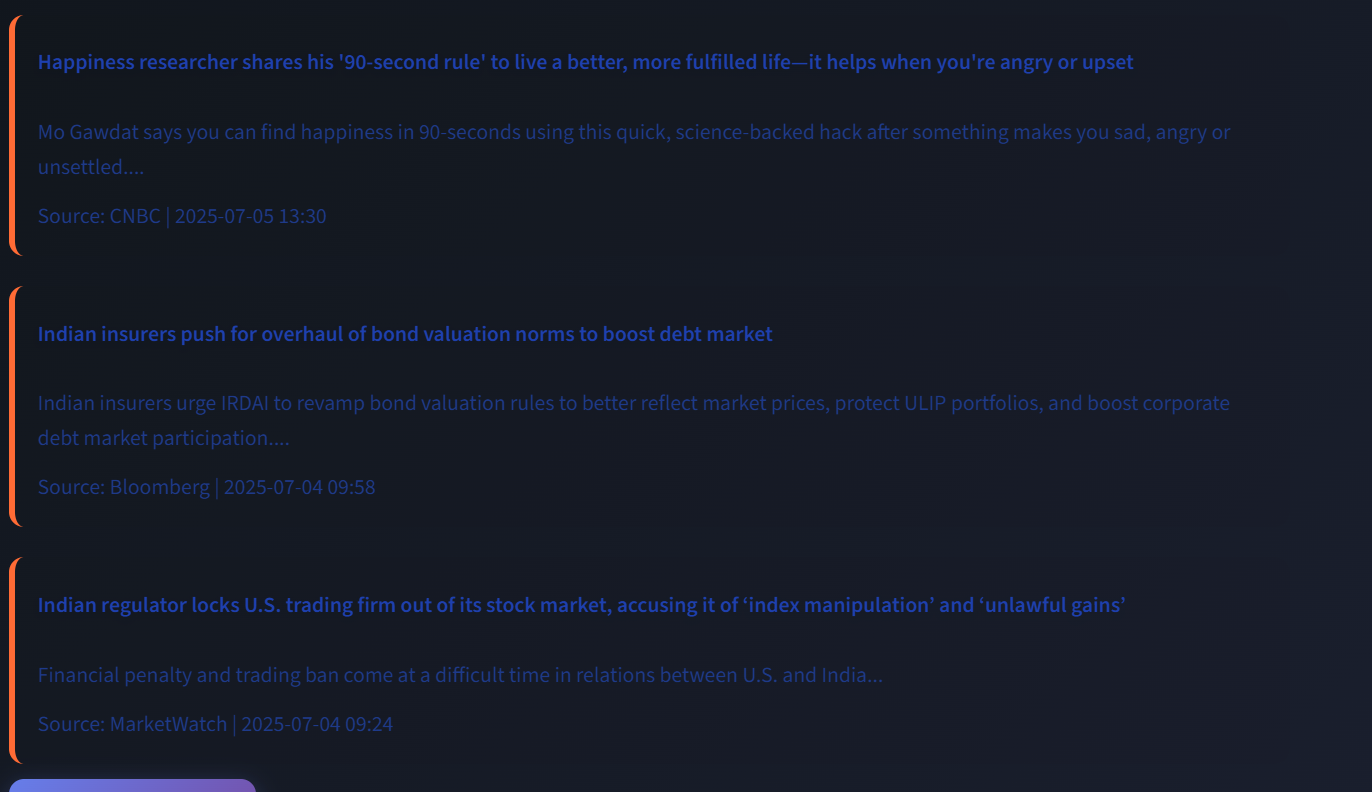 Happiness researcher shares his '90-second rule' to live a better, more fulfilled life—it helps when you're angry or upset
Mo Gawdat says you can find happiness in 90-seconds using this quick, science-backed hack after something makes you sad, angry or
unsettled....
Source: CNBC | 2025-07-05 13:30
Indian insurers push for overhaul of bond valuation norms to boost debt market
Indian insurers urge IRDAI to revamp bond valuation rules to better reflect market prices, protect ULIP portfolios, and boost corporate
debt market participation....
Source: Bloomberg | 2025-07-04 09:58
Indian regulator locks U.S. trading firm out of its stock market, accusing it of ‘index manipulation’ and ‘unlawful gains’
Financial penalty and trading ban come at a difficult time in relations between U.S. and India...
Source: MarketWatch | 2025-07-04 09:24